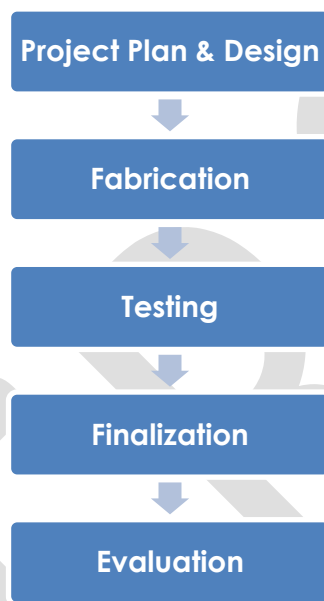 Project Plan & Design
Fabrication
Testing
Finalization
Evaluation